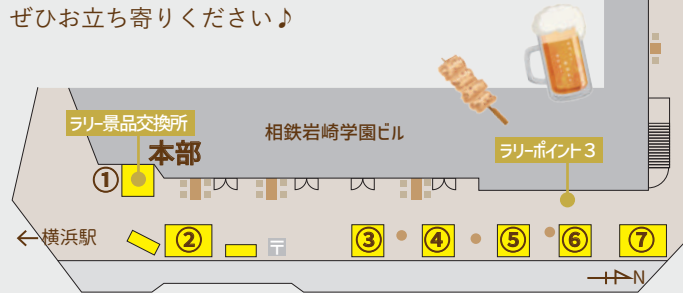 ぜひお立ち寄りください♪
ラリー景品交換所
相鉄岩崎学園ビル
本部
ラリーポイント3
①
←横浜駅
②
〒
③
④
⑤
⑥
⑦
N